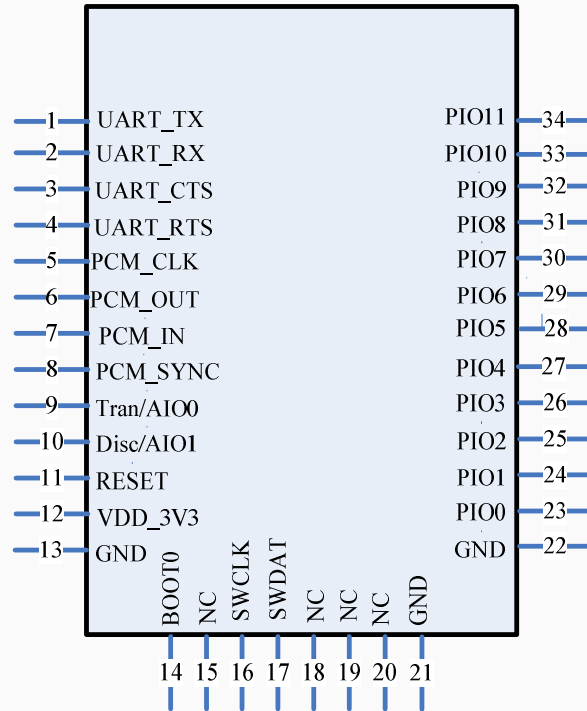 1 UART_TX
2 UART_RX
3 UART_CTS
4 UART_RTS
5 PCM_CLK
6 PCM_OUT
7 PCM_IN
8 PCM_SYNC
9 Tran/AIO0
10 Disc/AIO1
11 RESET
12 VDD_3V3
13 GND
BOOT0 14
NC 15
SWCLK 16
SWDAT 17
NC 18
NC 19
NC 20
GND 21
PIO11 34
PIO10 33
PIO9 32
PIO8 31
PIO7 30
PIO6 29
PIO5 28
PIO4 27
PIO3 26
PIO2 25
PIO1 24
PIO0 23
GND 22